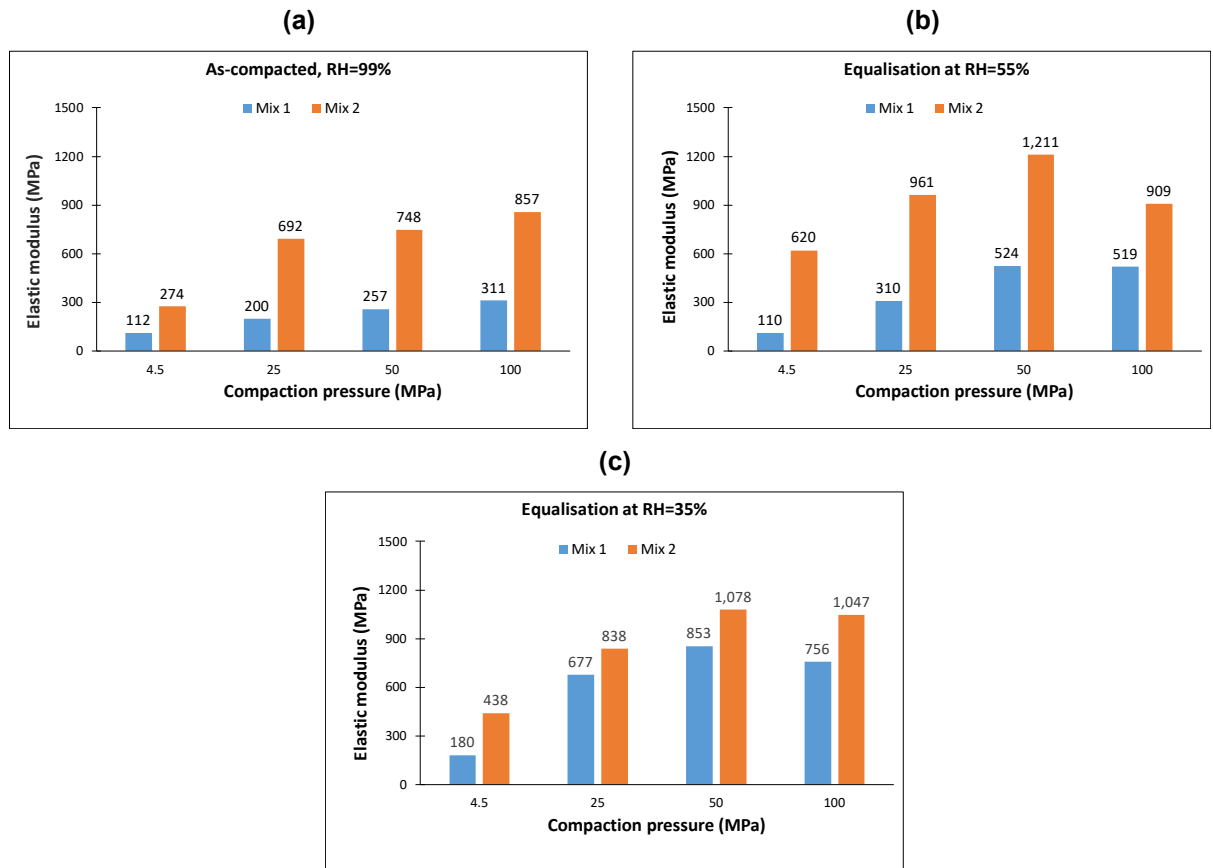 (a)
As-compacted, RH=99%
Mix 1 Mix 2
Elastic modulus (MPa)
1500
1200
900
600
300
0
112 274 200 692 257 748 311 857
4.5 25 50 100
Compaction pressure (MPa)
(b)
Equalisation at RH=55%
Mix 1 Mix 2
Elastic modulus (MPa)
1500
1200
900
600
300
0
110 620 310 961 524 1,211 519 909
4.5 25 50 100
Compaction pressure (MPa)
(c)
Equalisation at RH=35%
Mix 1 Mix 2
Elastic modulus (MPa)
1500
1200
900
600
300
0
180 438 677 838 853 1,078 756 1,047
4.5 25 50 100
Compaction pressure (MPa)